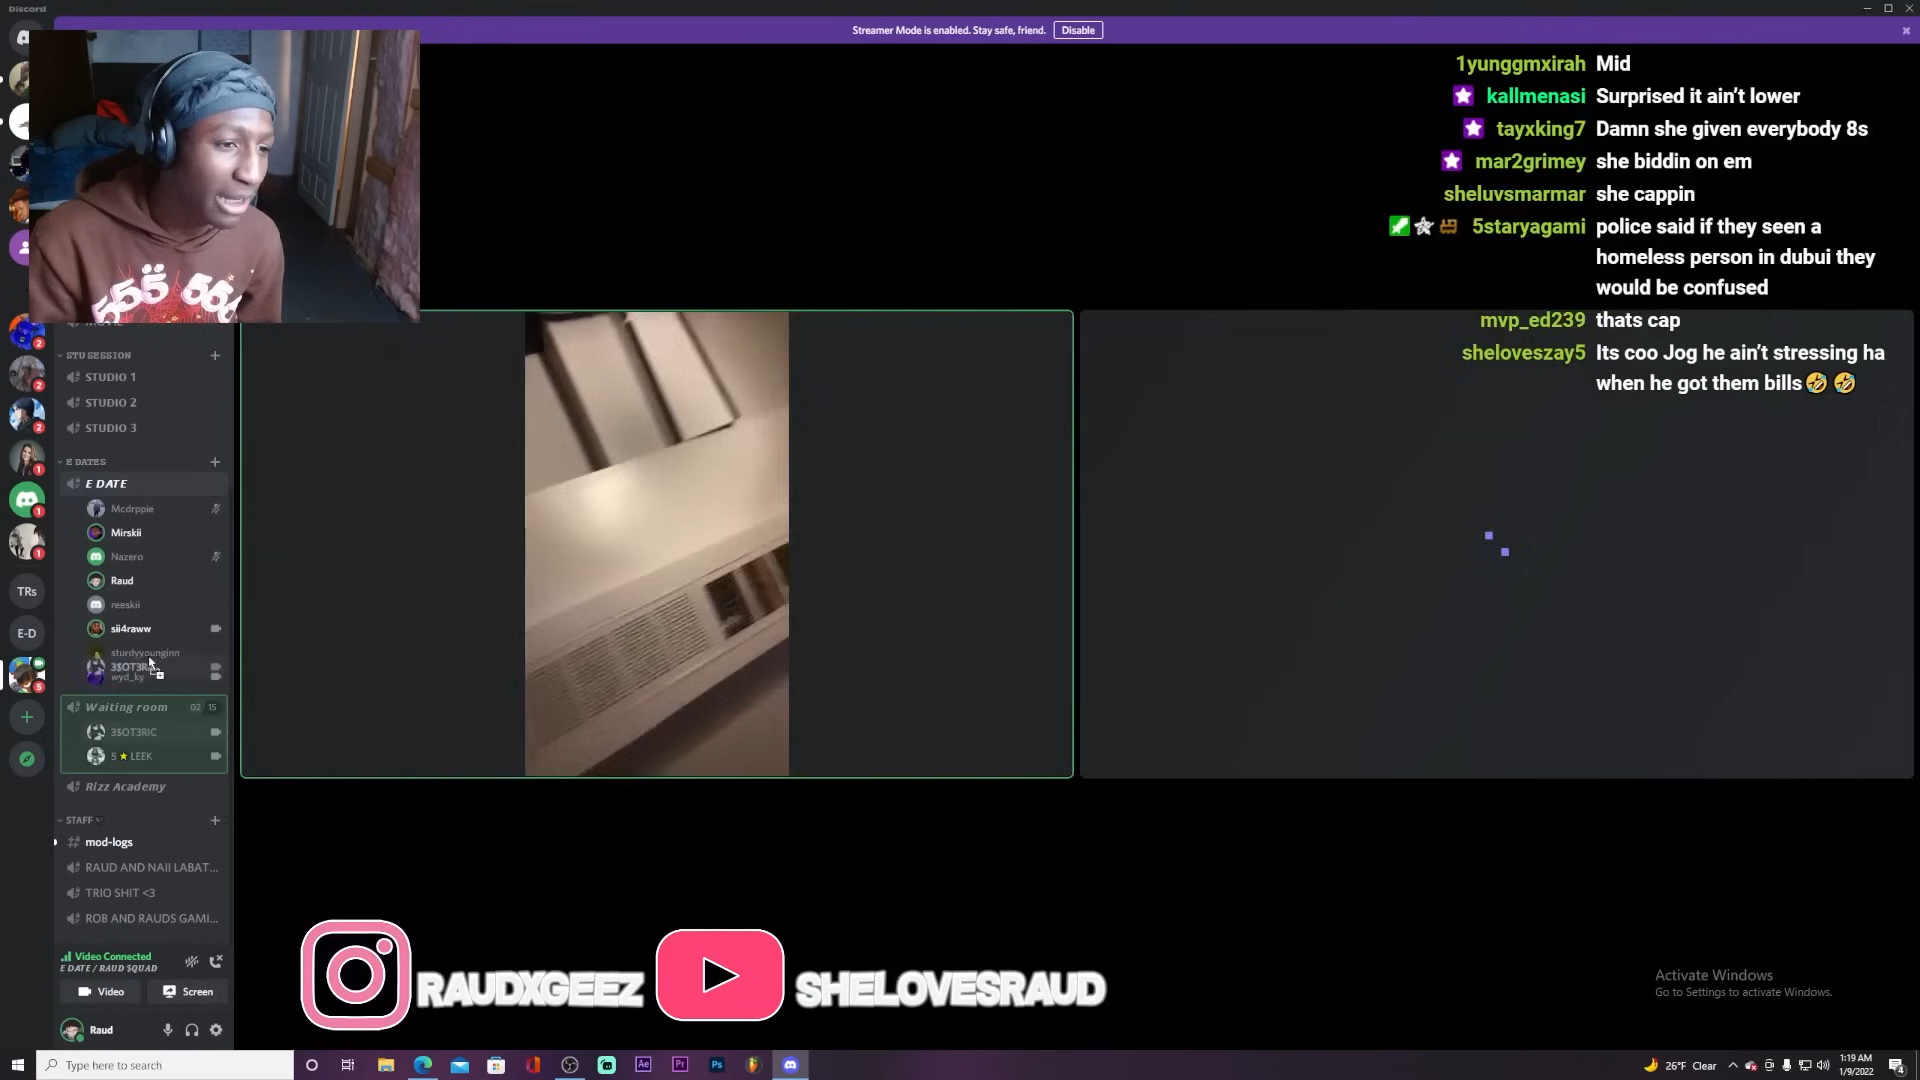 Discord
Streamer Mode is enabled. Stay safe, friend. Disable
1yunggmxirah Mid
kallmenasi Surprised it ain't lower
tayxking7 Damn she given everybody 8s
mar2grimey she biddin on em
sheluvsmarmar she cappin
5staryagami police said if they seen a
homeless person in dubui they
would be confused
mvp_ed239 thats cap
sheloveszay5 Its coo Jog he ain't stressing ha
when he got them bills🤣 🤣
STU SESSION
STUDIO 1
STUDIO 2
STUDIO 3
E DATES
E DATE
Mcdrppie
Mirskii
Nazero
Raud
reeskii
sii4raww
sturdyyounginn
wyd_ky
Waiting room 02 15
3$OT3RIC
5 ★ LEEK
Rizz Academy
STAFF
mod-logs
RAUD AND NAII LABAT...
TRIO SHIT <3
ROB AND RAUDS GAMI...
Video Connected
E DATE / RAUD $QUAD
Video Screen
Raud
TRs
E-D
RAUDXGEEZ
SHELOVESRAUD
Activate Windows
Go to Settings to activate Windows.
Type here to search
26°F Clear
1:19 AM
1/9/2022